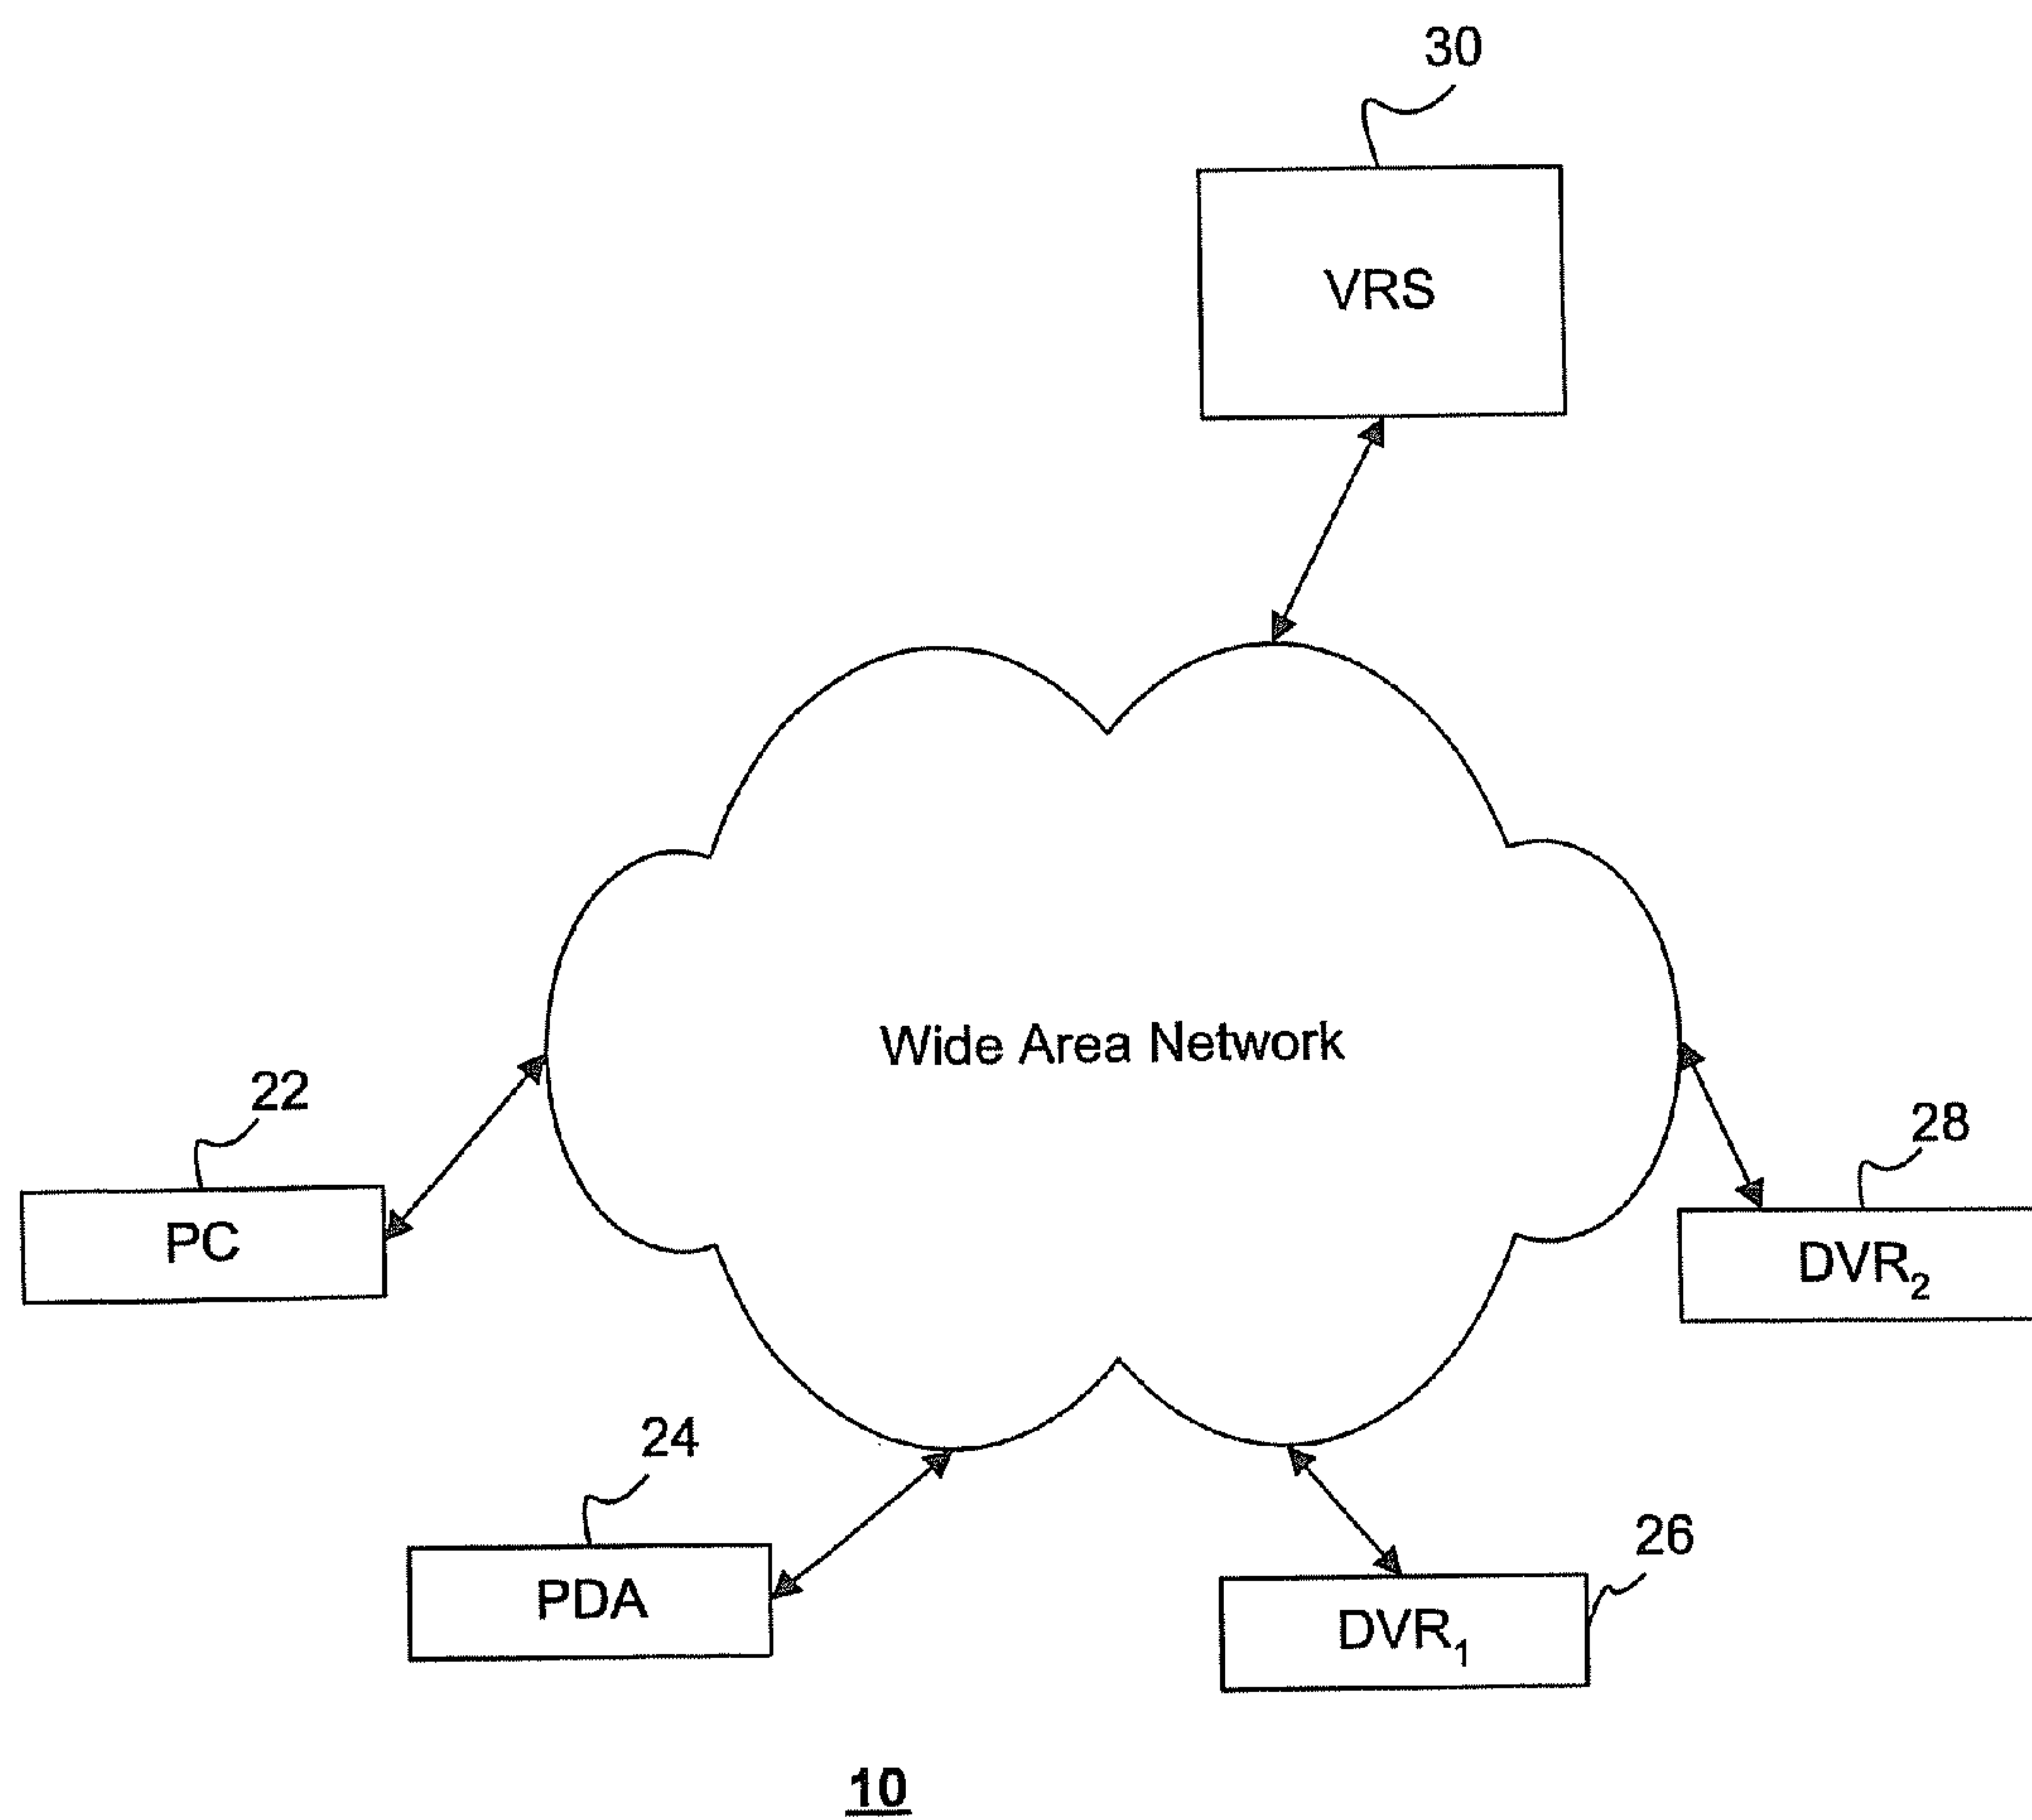 30
VRS
Wide Area Network
22
PC
28
DVR₂
24
PDA
26
DVR₁
10